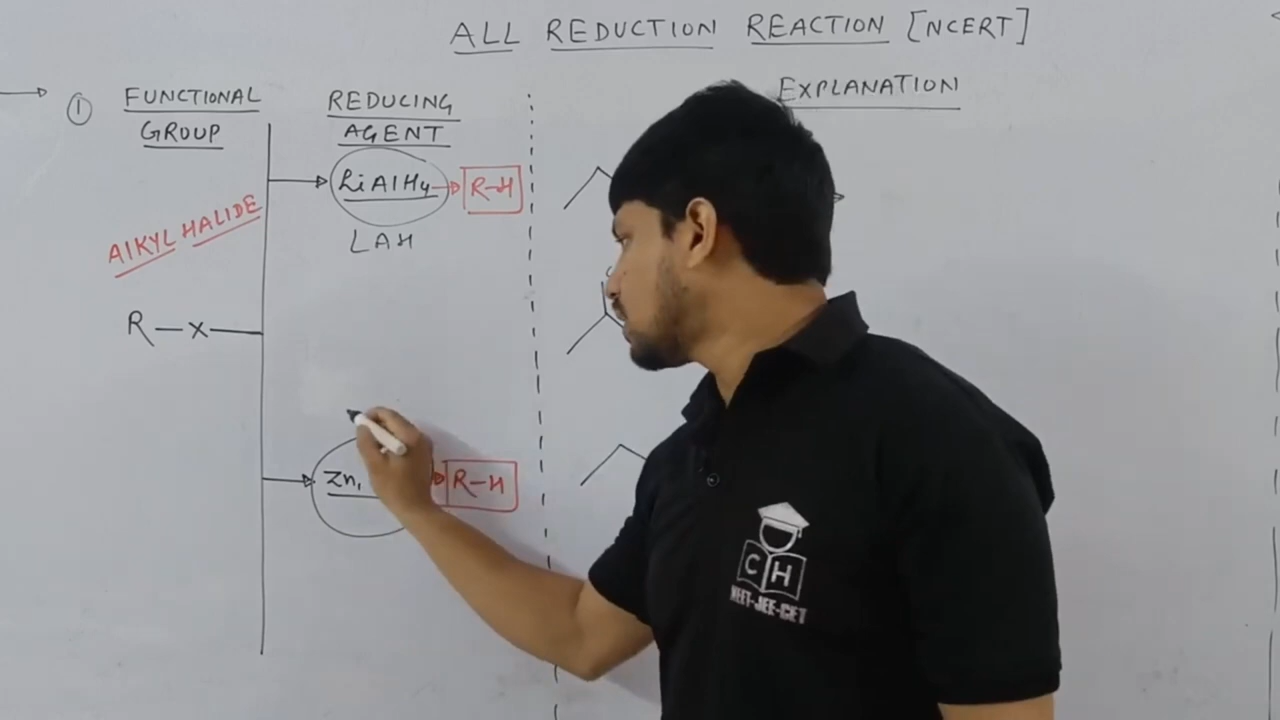 ALL REDUCTION REACTION [NCERT]
① FUNCTIONAL GROUP
REDUCING AGENT
EXPLANATION
LiAlH4 → R-H
LAH
AlKYL HALIDE
R-X
Zn, R-H
C H
NEET-JEE-CET